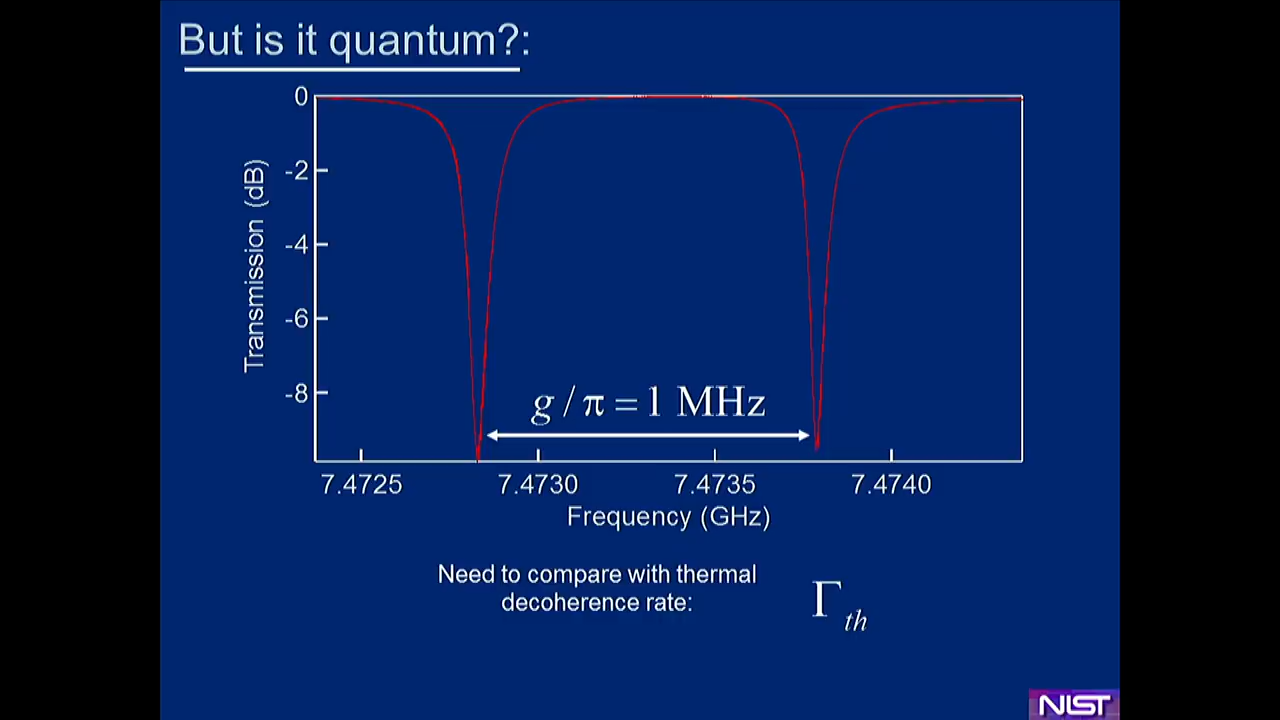 But is it quantum?:
0
-2
-4
-6
-8
Transmission (dB)
g / π = 1 MHz
7.4725 7.4730 7.4735 7.4740
Frequency (GHz)
Need to compare with thermal
decoherence rate:
Γth
NIST